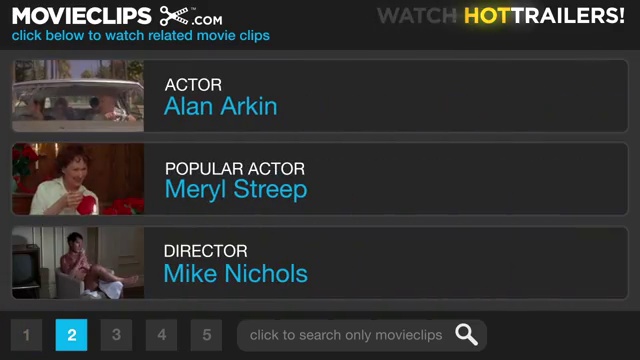 MOVIECLIPS .COM
WATCH HOTTRAILERS!
click below to watch related movie clips
ACTOR
Alan Arkin
POPULAR ACTOR
Meryl Streep
DIRECTOR
Mike Nichols
1 2 3 4 5 click to search only movieclips